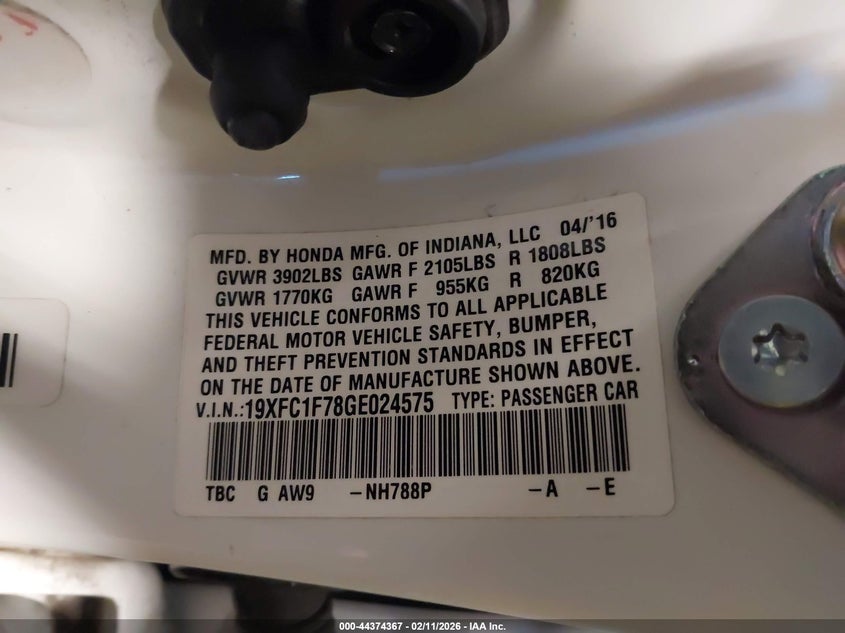 MFD. BY HONDA MFG. OF INDIANA, LLC 04/'16
GVWR 3902LBS GAWR F 2105LBS R 1808LBS
GVWR 1770KG GAWR F 955KG R 820KG
THIS VEHICLE CONFORMS TO ALL APPLICABLE
FEDERAL MOTOR VEHICLE SAFETY, BUMPER,
AND THEFT PREVENTION STANDARDS IN EFFECT
ON THE DATE OF MANUFACTURE SHOWN ABOVE.
V.I.N.:19XFC1F78GE024575 TYPE: PASSENGER CAR
TBC G AW9 -NH788P -A -E
000-44374367 - 02/11/2026 - IAA Inc.